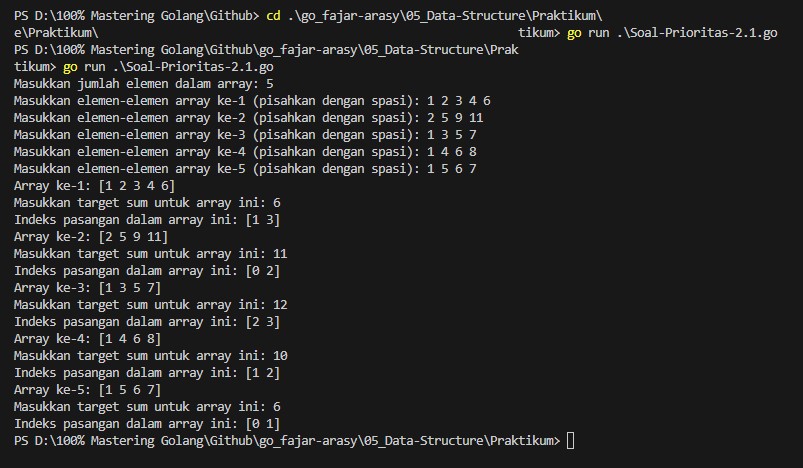 PS D:\100% Mastering Golang\Github> cd .\go_fajar-arasy\05_Data-Structure\Praktikum\
e\Praktikum\ tikum> go run .\Soal-Prioritas-2.1.go
PS D:\100% Mastering Golang\Github\go_fajar-arasy\05_Data-Structure\Prak
tikum> go run .\Soal-Prioritas-2.1.go
Masukkan jumlah elemen dalam array: 5
Masukkan elemen-elemen array ke-1 (pisahkan dengan spasi): 1 2 3 4 6
Masukkan elemen-elemen array ke-2 (pisahkan dengan spasi): 2 5 9 11
Masukkan elemen-elemen array ke-3 (pisahkan dengan spasi): 1 3 5 7
Masukkan elemen-elemen array ke-4 (pisahkan dengan spasi): 1 4 6 8
Masukkan elemen-elemen array ke-5 (pisahkan dengan spasi): 1 5 6 7
Array ke-1: [1 2 3 4 6]
Masukkan target sum untuk array ini: 6
Indeks pasangan dalam array ini: [1 3]
Array ke-2: [2 5 9 11]
Masukkan target sum untuk array ini: 11
Indeks pasangan dalam array ini: [0 2]
Array ke-3: [1 3 5 7]
Masukkan target sum untuk array ini: 12
Indeks pasangan dalam array ini: [2 3]
Array ke-4: [1 4 6 8]
Masukkan target sum untuk array ini: 10
Indeks pasangan dalam array ini: [1 2]
Array ke-5: [1 5 6 7]
Masukkan target sum untuk array ini: 6
Indeks pasangan dalam array ini: [0 1]
PS D:\100% Mastering Golang\Github\go_fajar-arasy\05_Data-Structure\Praktikum>